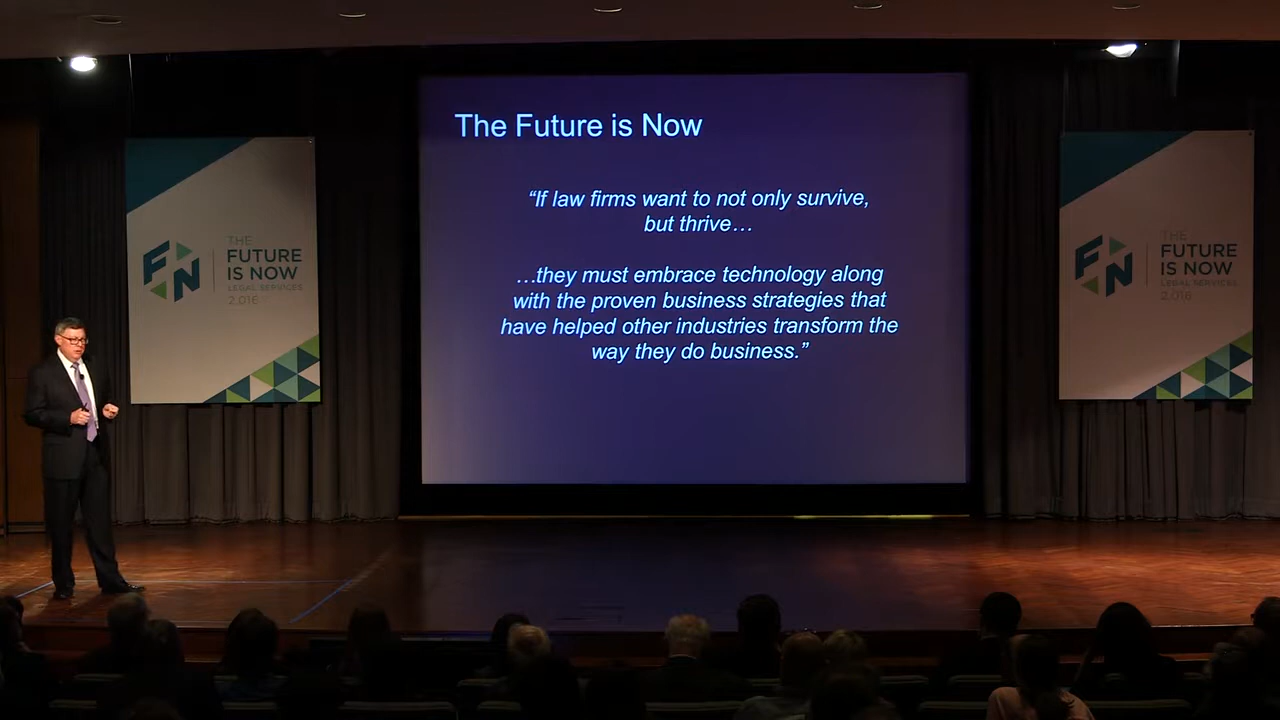 The Future is Now
“If law firms want to not only survive,
but thrive…
…they must embrace technology along
with the proven business strategies that
have helped other industries transform the
way they do business.”
FN
THE
FUTURE
IS NOW
LEGAL SERVICES
2.016
FN
THE
FUTURE
IS NOW
LEGAL SERVICES
2.016